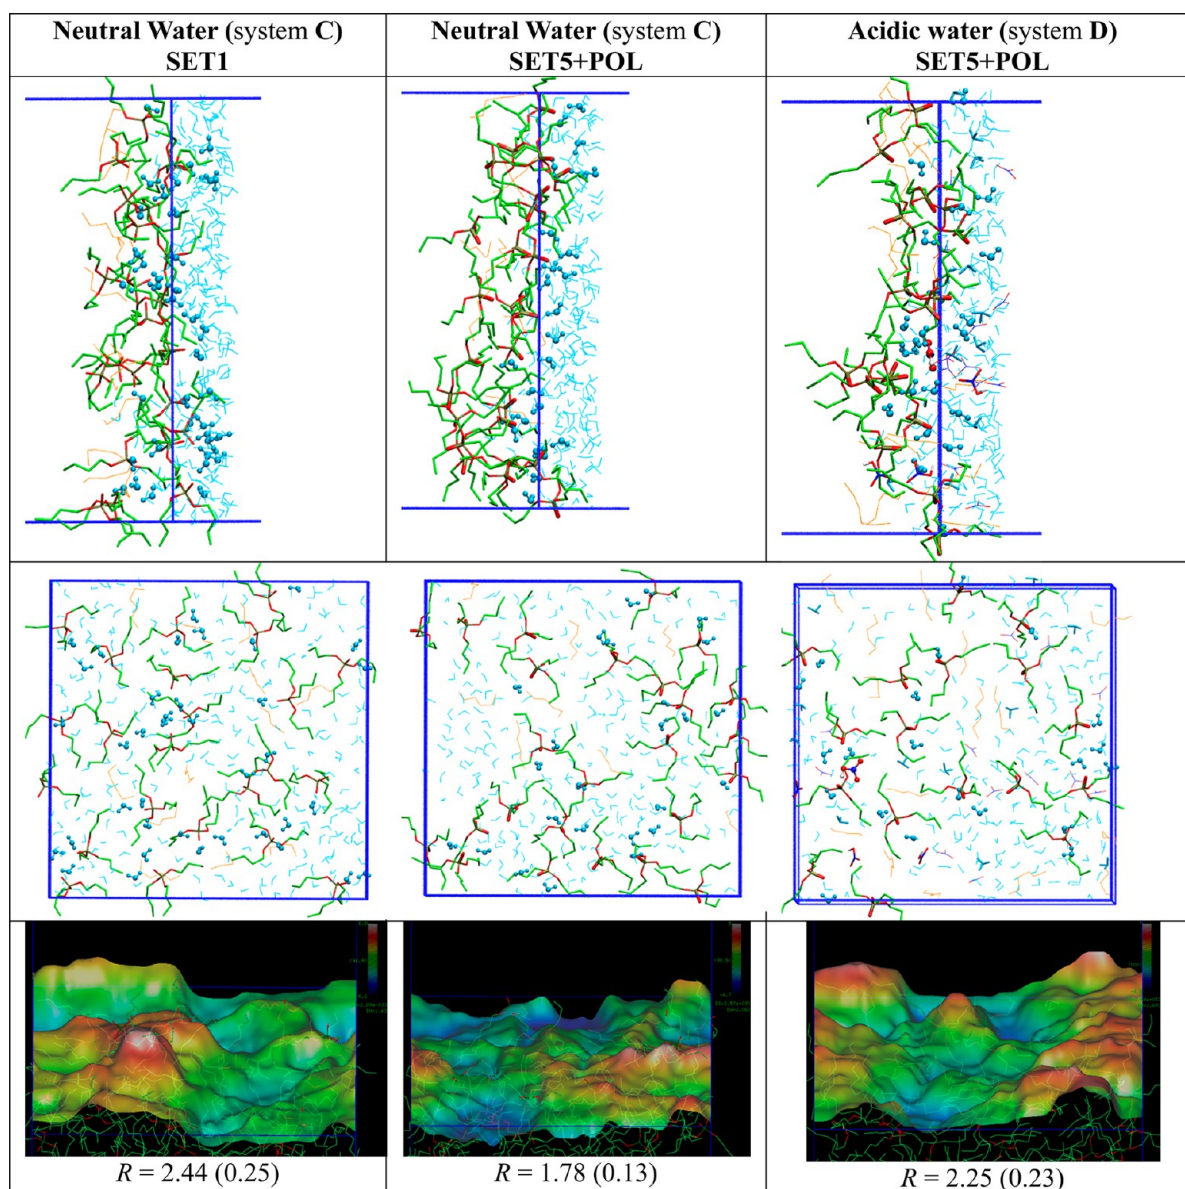 Neutral Water (system C)
SET1
Neutral Water (system C)
SET5+POL
Acidic water (system D)
SET5+POL
R = 2.44 (0.25)
R = 1.78 (0.13)
R = 2.25 (0.23)